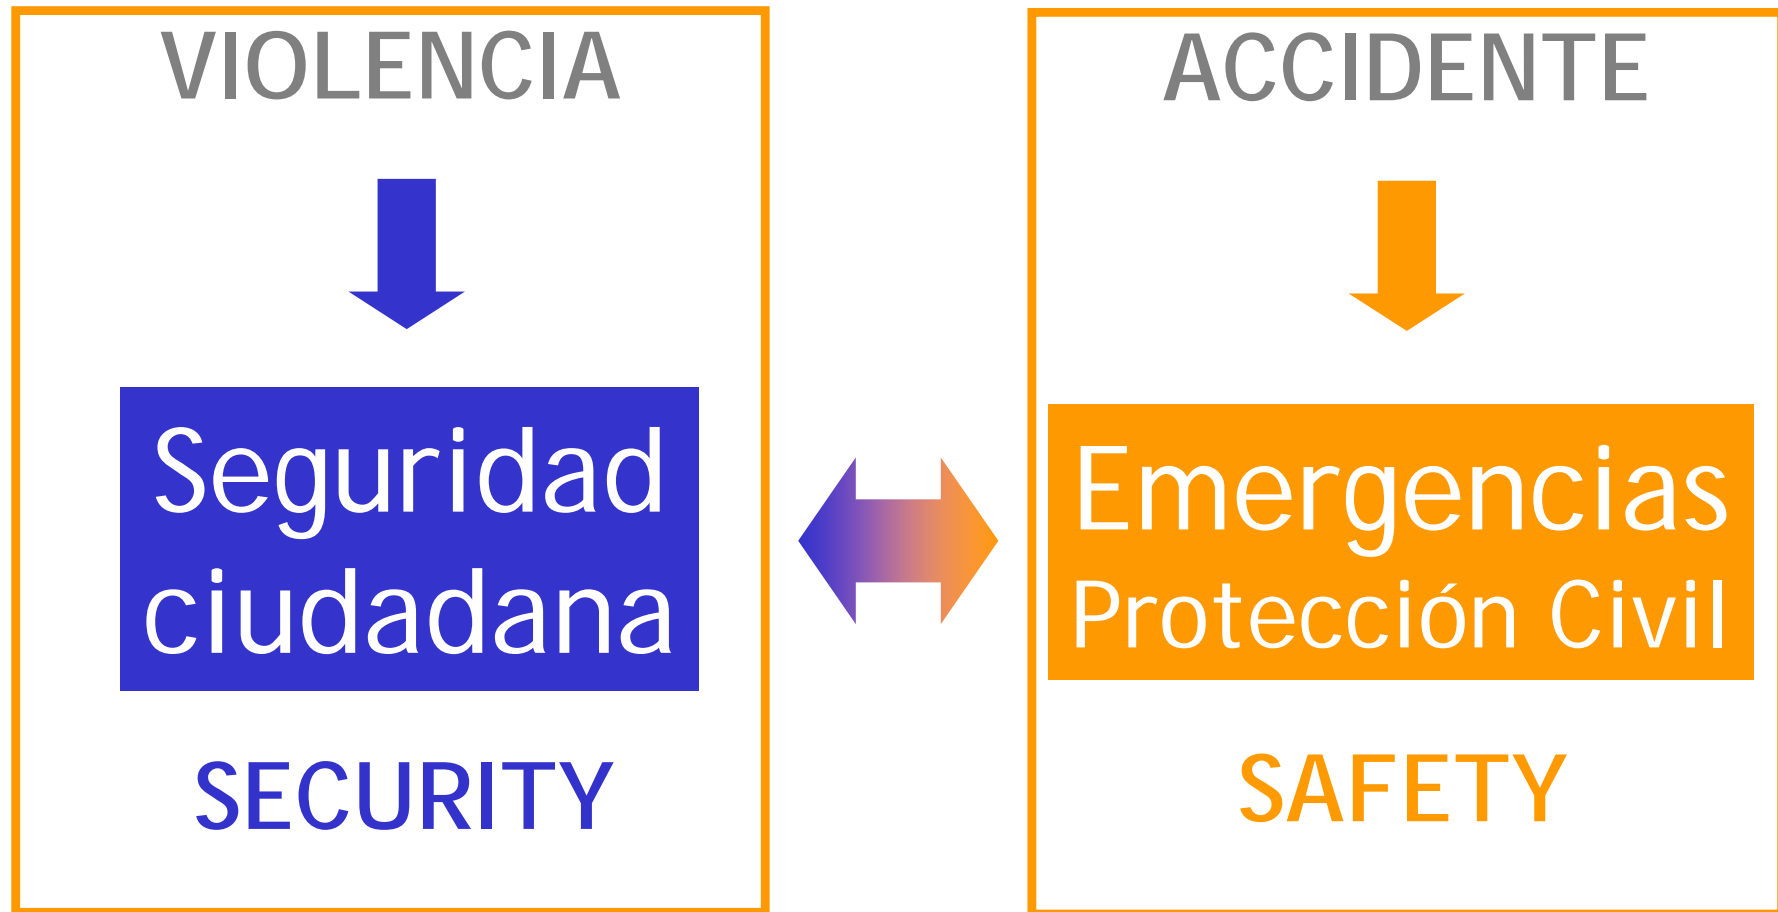 VIOLENCIA
Seguridad
ciudadana
SECURITY
ACCIDENTE
Emergencias
Protección Civil
SAFETY